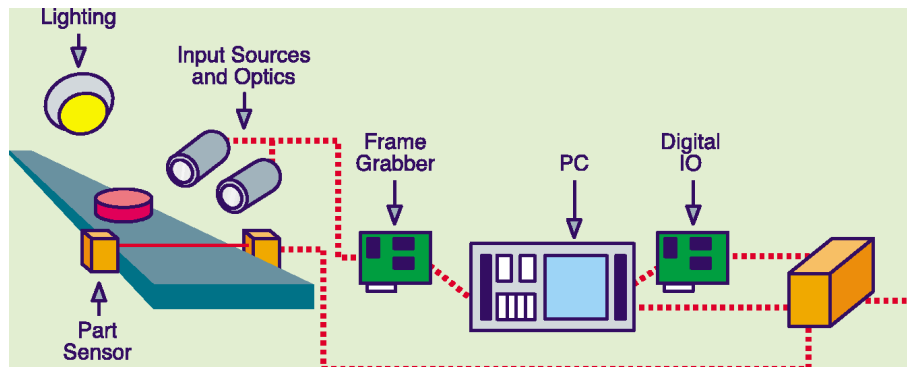 Lighting
Input Sources
and Optics
Frame
Grabber
PC
Digital
IO
Part
Sensor